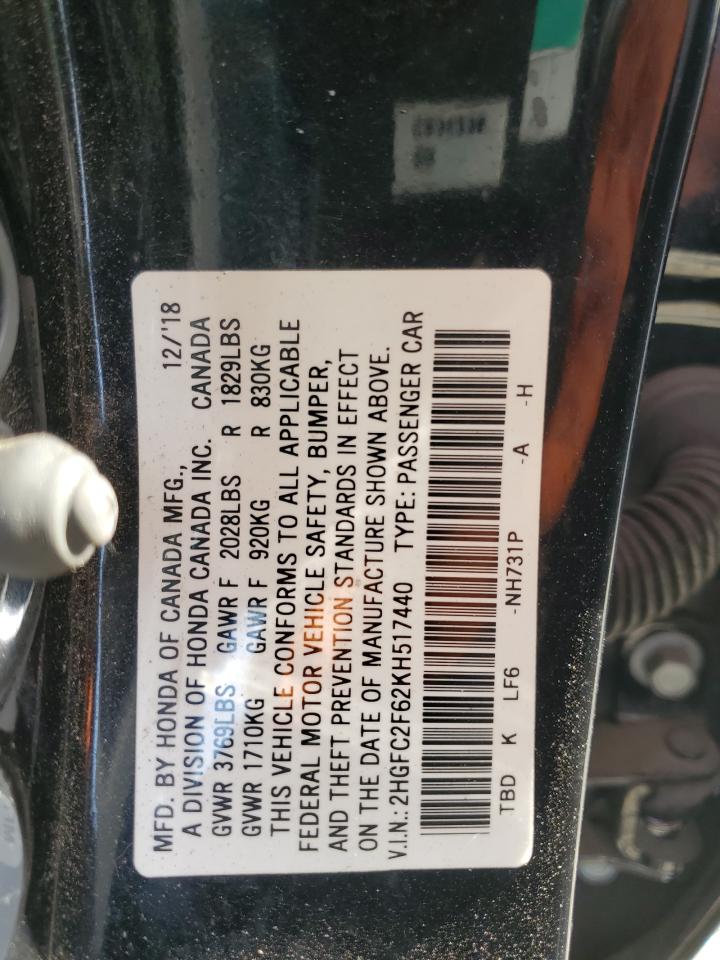 MFD. BY HONDA OF CANADA MFG., 12/'18
A DIVISION OF HONDA CANADA INC. CANADA
GVWR 3769LBS GAWR F 2028LBS R 1829LBS
GVWR 1710KG GAWR F 920KG R 830KG
THIS VEHICLE CONFORMS TO ALL APPLICABLE
FEDERAL MOTOR VEHICLE SAFETY, BUMPER,
AND THEFT PREVENTION STANDARDS IN EFFECT
ON THE DATE OF MANUFACTURE SHOWN ABOVE.
V.I.N.: 2HGFC2F62KH517440 TYPE: PASSENGER CAR
TBD K LF6 -NH731P -A -H